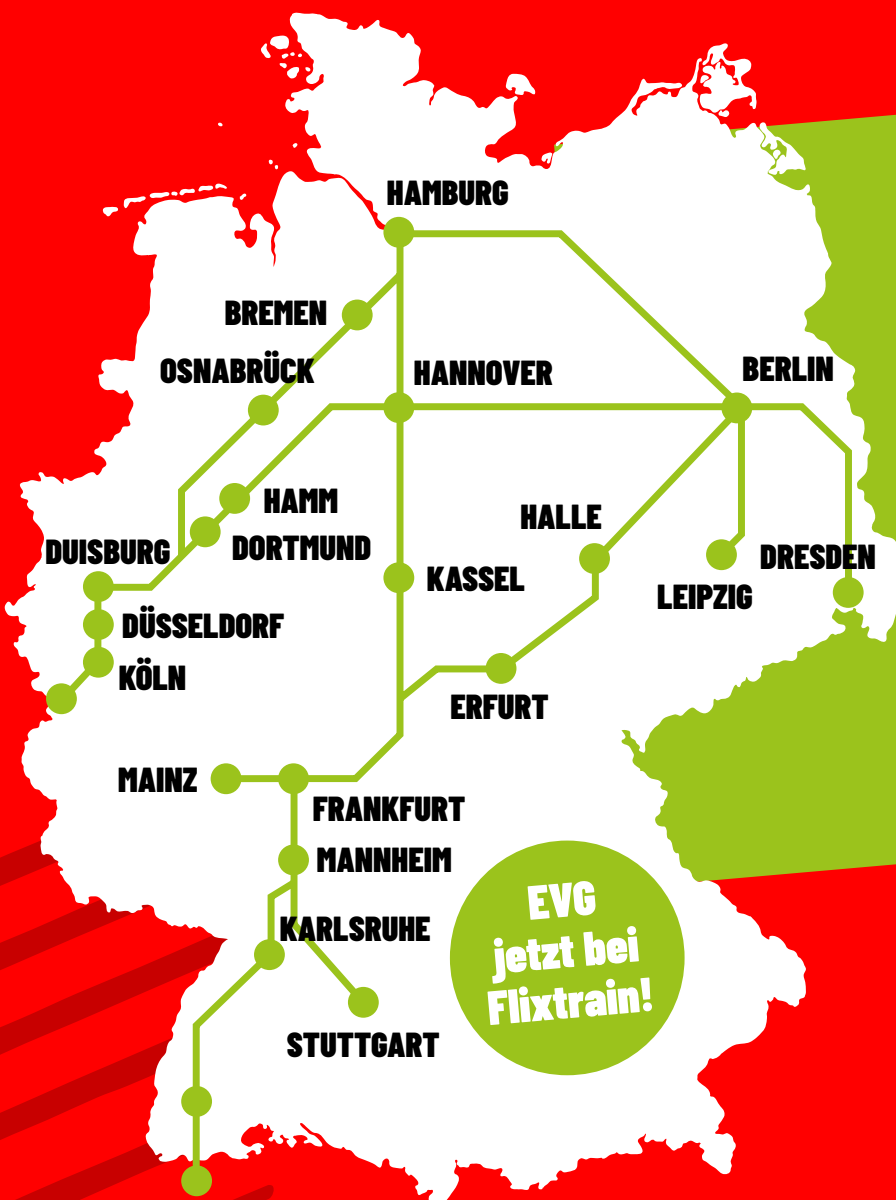 HAMBURG
BREMEN
OSNABRÜCK
HANNOVER
BERLIN
HAMM
HALLE
DUISBURG
DORTMUND
DRESDEN
KASSEL
LEIPZIG
DÜSSELDORF
KÖLN
ERFURT
MAINZ
FRANKFURT
MANNHEIM
EVG
jetzt bei
Flixtrain!
KARLSRUHE
STUTTGART